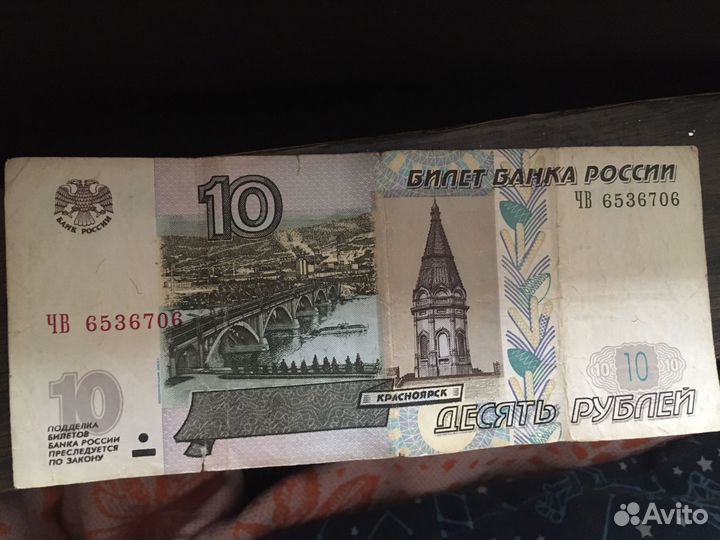 БИЛЕТ БАНКА РОССИИ
ЧВ 6536706
10
БАНК РОССИИ
ЧВ 6536706
10
10 10 10
КРАСНОЯРСК
ДЕСЯТЬ РУБЛЕЙ
ПОДДЕЛКА
БИЛЕТОВ
БАНКА РОССИИ
ПРЕСЛЕДУЕТСЯ
ПО ЗАКОНУ
Avito